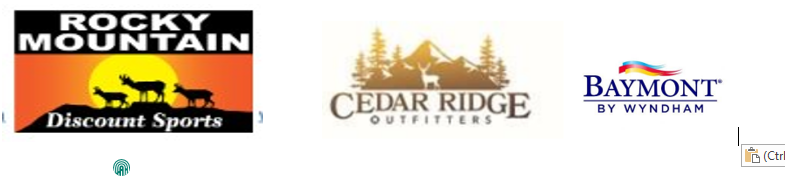 ROCKY
MOUNTAIN
Discount Sports
CEDAR RIDGE
OUTFITTERS
BAYMONT®
BY WYNDHAM
(Ctrl